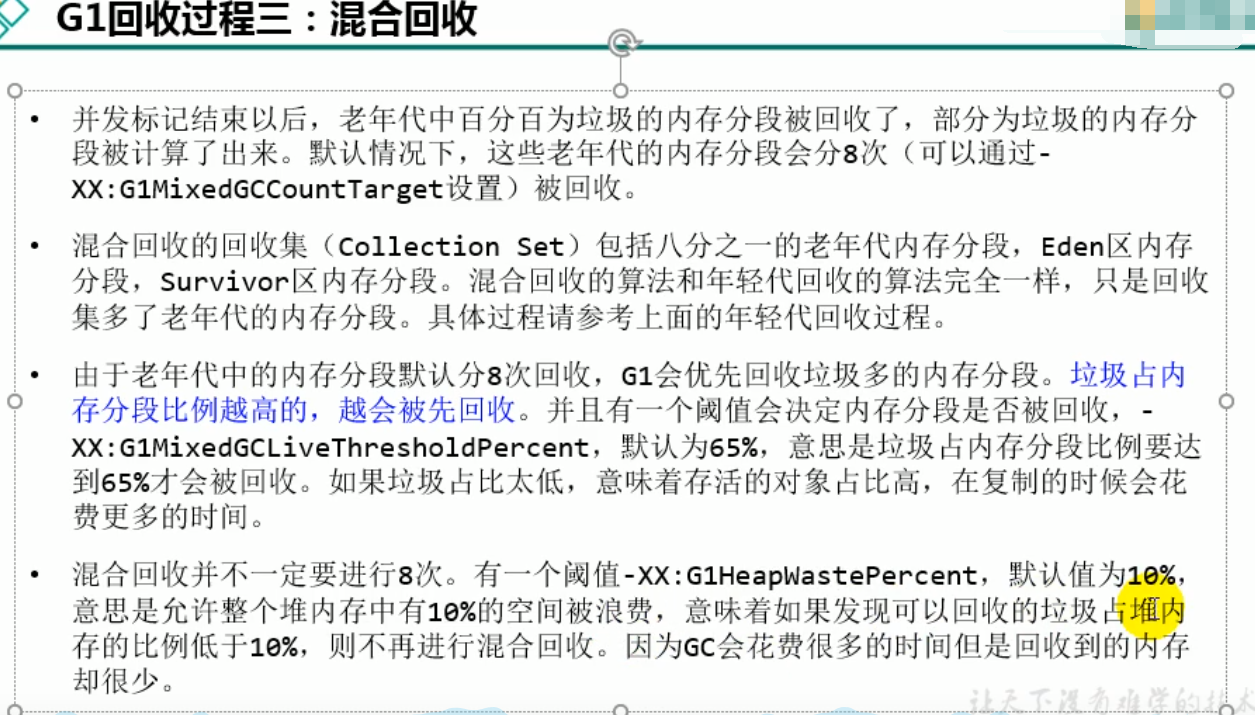 G1回收过程三：混合回收
• 并发标记结束以后，老年代中百分百为垃圾的内存分段被回收了，部分为垃圾的内存分
段被计算了出来。默认情况下，这些老年代的内存分段会分8次（可以通过-
XX:G1MixedGCCountTarget设置）被回收。
• 混合回收的回收集（Collection Set）包括八分之一的老年代内存分段，Eden区内存
分段，Survivor区内存分段。混合回收的算法和年轻代回收的算法完全一样，只是回收
集多了老年代的内存分段。具体过程请参考上面的年轻代回收过程。
• 由于老年代中的内存分段默认分8次回收，G1会优先回收垃圾多的内存分段。垃圾占内
存分段比例越高的，越会被先回收。并且有一个阈值会决定内存分段是否被回收，-
XX:G1MixedGCLiveThresholdPercent，默认为65%，意思是垃圾占内存分段比例要达
到65%才会被回收。如果垃圾占比太低，意味着存活的对象占比高，在复制的时候会花
费更多的时间。
• 混合回收并不一定要进行8次。有一个阈值-XX:G1HeapWastePercent，默认值为10%，
意思是允许整个堆内存中有10%的空间被浪费，意味着如果发现可以回收的垃圾占堆内
存的比例低于10%，则不再进行混合回收。因为GC会花费很多的时间但是回收到的内存
却很少。
让天下没有难学的技术